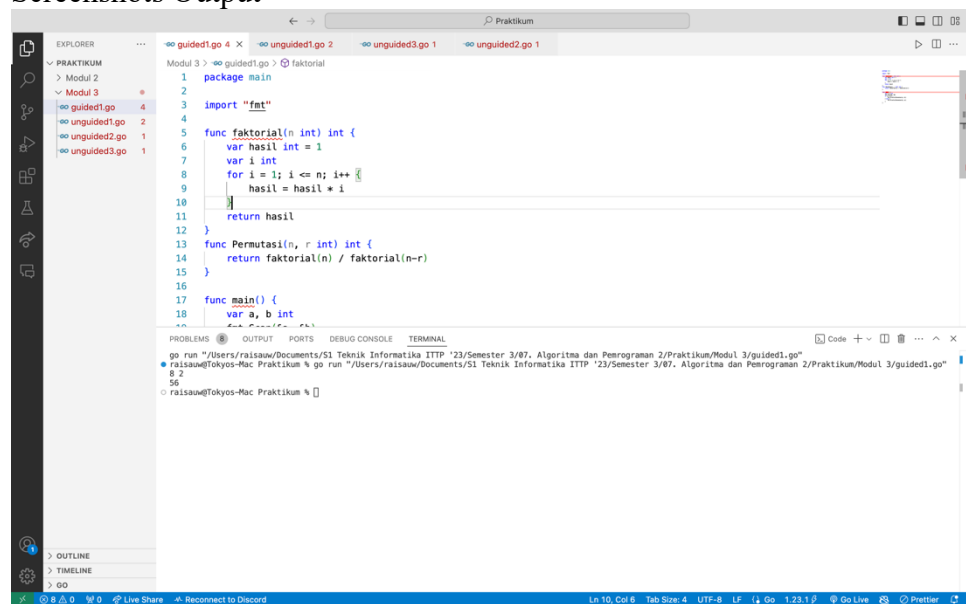 Screenshots Output
Praktikum
EXPLORER
guided1.go 4
unguided1.go 2
unguided3.go 1
unguided2.go 1
PRAKTIKUM
Modul 2
Modul 3
guided1.go 4
unguided1.go 2
unguided2.go 1
unguided3.go 1
Modul 3 > guided1.go > faktorial
1 package main
2
3 import "fmt"
4
5 func faktorial(n int) int {
6 var hasil int = 1
7 var i int
8 for i = 1; i <= n; i++ {
9 hasil = hasil * i
10 }
11 return hasil
12 }
13 func Permutasi(n, r int) int {
14 return faktorial(n) / faktorial(n-r)
15 }
16
17 func main() {
18 var a, b int
PROBLEMS 8 OUTPUT PORTS DEBUG CONSOLE TERMINAL
Code
go run "/Users/raisauw/Documents/S1 Teknik Informatika ITTP '23/Semester 3/07. Algoritma dan Pemrograman 2/Praktikum/Modul 3/guided1.go"
raisauw@Tokyos-Mac Praktikum % go run "/Users/raisauw/Documents/S1 Teknik Informatika ITTP '23/Semester 3/07. Algoritma dan Pemrograman 2/Praktikum/Modul 3/guided1.go"
8 2
56
raisauw@Tokyos-Mac Praktikum %
OUTLINE
TIMELINE
GO
8 0 0 Live Share Reconnect to Discord Ln 10, Col 6 Tab Size: 4 UTF-8 LF Go 1.23.1 Go Live Prettier